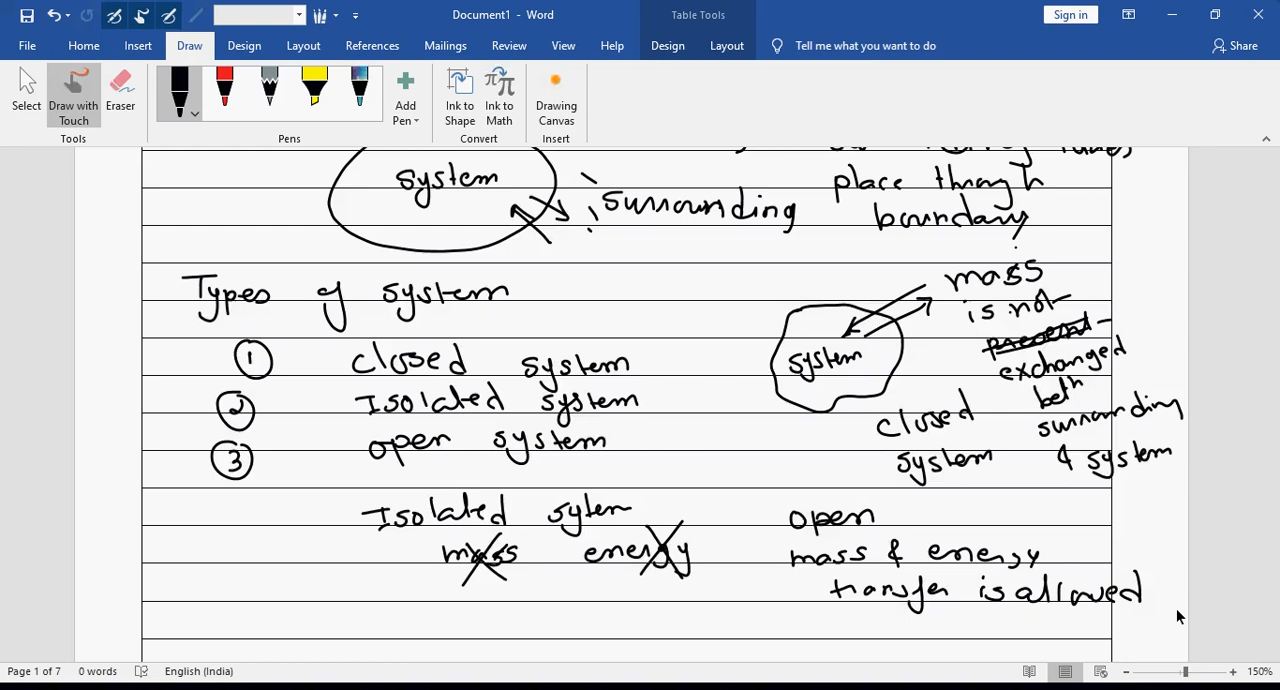 Document1 - Word
Table Tools
Sign in
File Home Insert Draw Design Layout References Mailings Review View Help Design Layout Tell me what you want to do Share
Select Draw with Touch Eraser
Add Pen
Ink to Shape Ink to Math
Drawing Canvas
Tools Pens Convert Insert
system
place through
surrounding
boundary
Types of system
mass
is not
exchanged
beth
surrounding
& system
system
closed
system
1 closed system
2 Isolated system
3 open system
Isolated sytem
mass energy
open
mass & energy
transfer is allowed
Page 1 of 7 0 words English (India) 150%